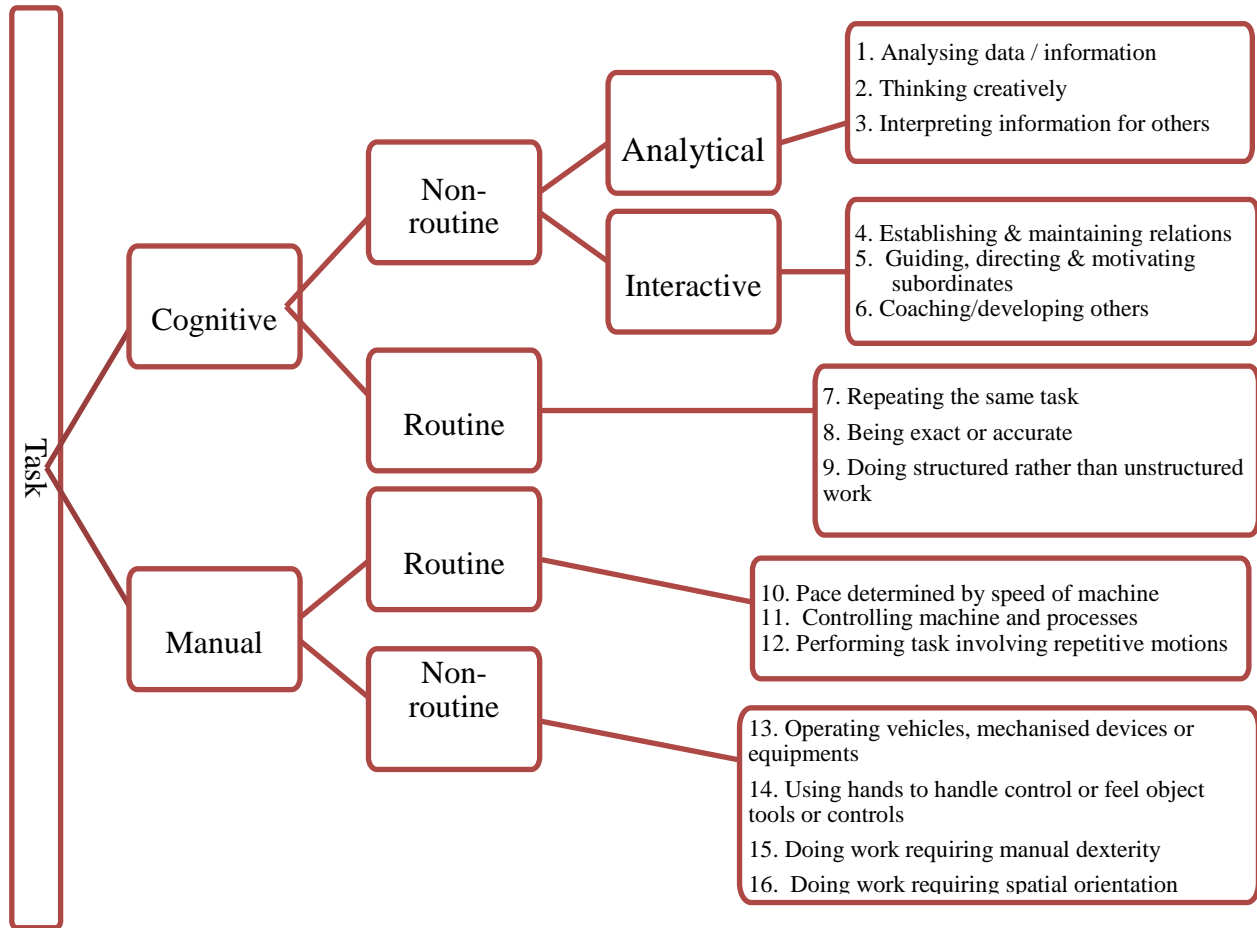 Task
Cognitive
Non-
routine
Analytical
1. Analysing data / information
2. Thinking creatively
3. Interpreting information for others
Interactive
4. Establishing & maintaining relations
5. Guiding, directing & motivating
subordinates
6. Coaching/developing others
Routine
7. Repeating the same task
8. Being exact or accurate
9. Doing structured rather than unstructured
work
Manual
Routine
10. Pace determined by speed of machine
11. Controlling machine and processes
12. Performing task involving repetitive motions
Non-
routine
13. Operating vehicles, mechanised devices or
equipments
14. Using hands to handle control or feel object
tools or controls
15. Doing work requiring manual dexterity
16. Doing work requiring spatial orientation